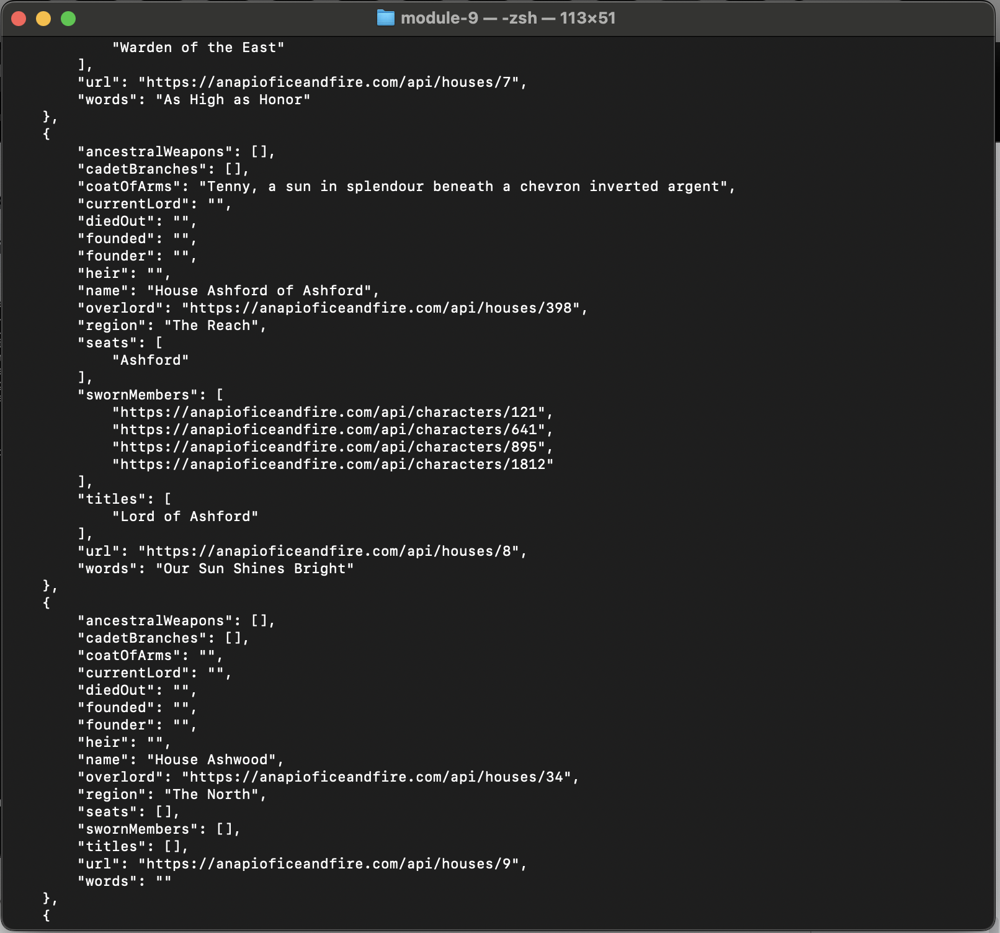 module-9 — -zsh — 113×51
"Warden of the East"
],
"url": "https://anapioficeandfire.com/api/houses/7",
"words": "As High as Honor"
},
{
"ancestralWeapons": [],
"cadetBranches": [],
"coatOfArms": "Tenny, a sun in splendour beneath a chevron inverted argent",
"currentLord": "",
"diedOut": "",
"founded": "",
"founder": "",
"heir": "",
"name": "House Ashford of Ashford",
"overlord": "https://anapioficeandfire.com/api/houses/398",
"region": "The Reach",
"seats": [
"Ashford"
],
"swornMembers": [
"https://anapioficeandfire.com/api/characters/121",
"https://anapioficeandfire.com/api/characters/641",
"https://anapioficeandfire.com/api/characters/895",
"https://anapioficeandfire.com/api/characters/1812"
],
"titles": [
"Lord of Ashford"
],
"url": "https://anapioficeandfire.com/api/houses/8",
"words": "Our Sun Shines Bright"
},
{
"ancestralWeapons": [],
"cadetBranches": [],
"coatOfArms": "",
"currentLord": "",
"diedOut": "",
"founded": "",
"founder": "",
"heir": "",
"name": "House Ashwood",
"overlord": "https://anapioficeandfire.com/api/houses/34",
"region": "The North",
"seats": [],
"swornMembers": [],
"titles": [],
"url": "https://anapioficeandfire.com/api/houses/9",
"words": ""
},
{